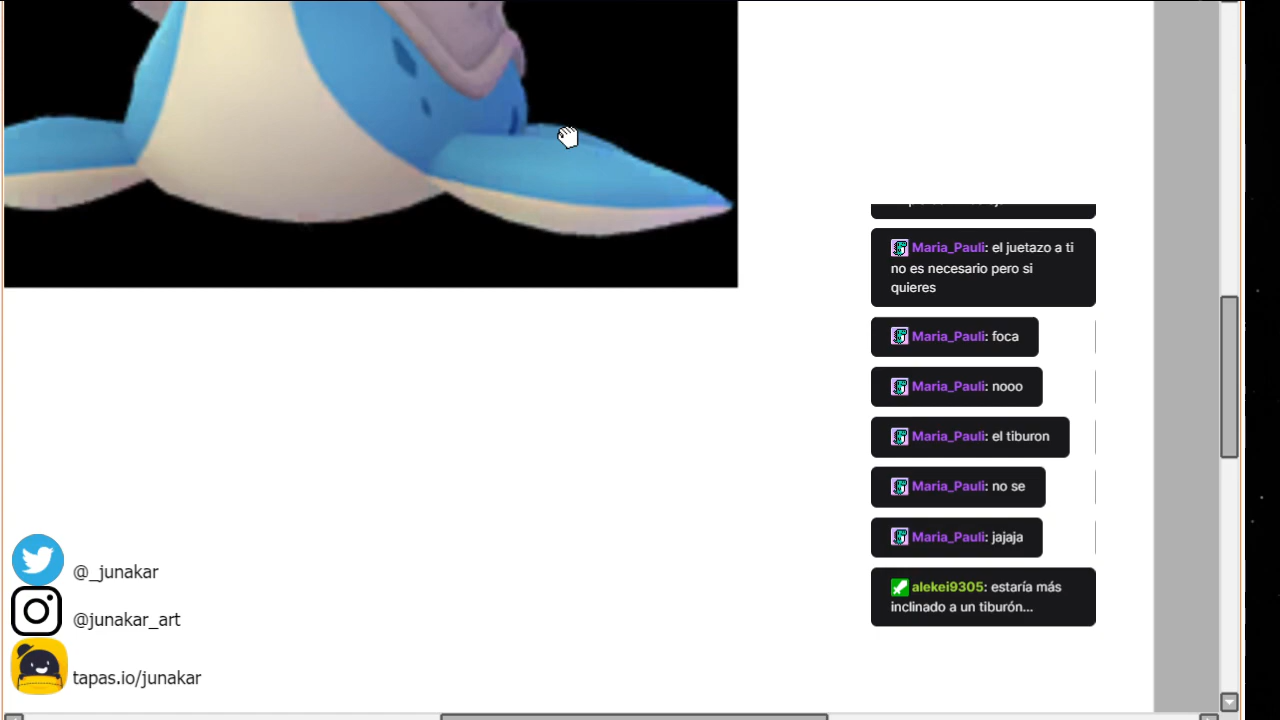 Maria_Pauli: el juetazo a ti
no es necesario pero si
quieres
Maria_Pauli: foca
Maria_Pauli: nooo
Maria_Pauli: el tiburon
Maria_Pauli: no se
Maria_Pauli: jajaja
alekei9305: estaría más
inclinado a un tiburón...
@_junakar
@junakar_art
tapas.io/junakar